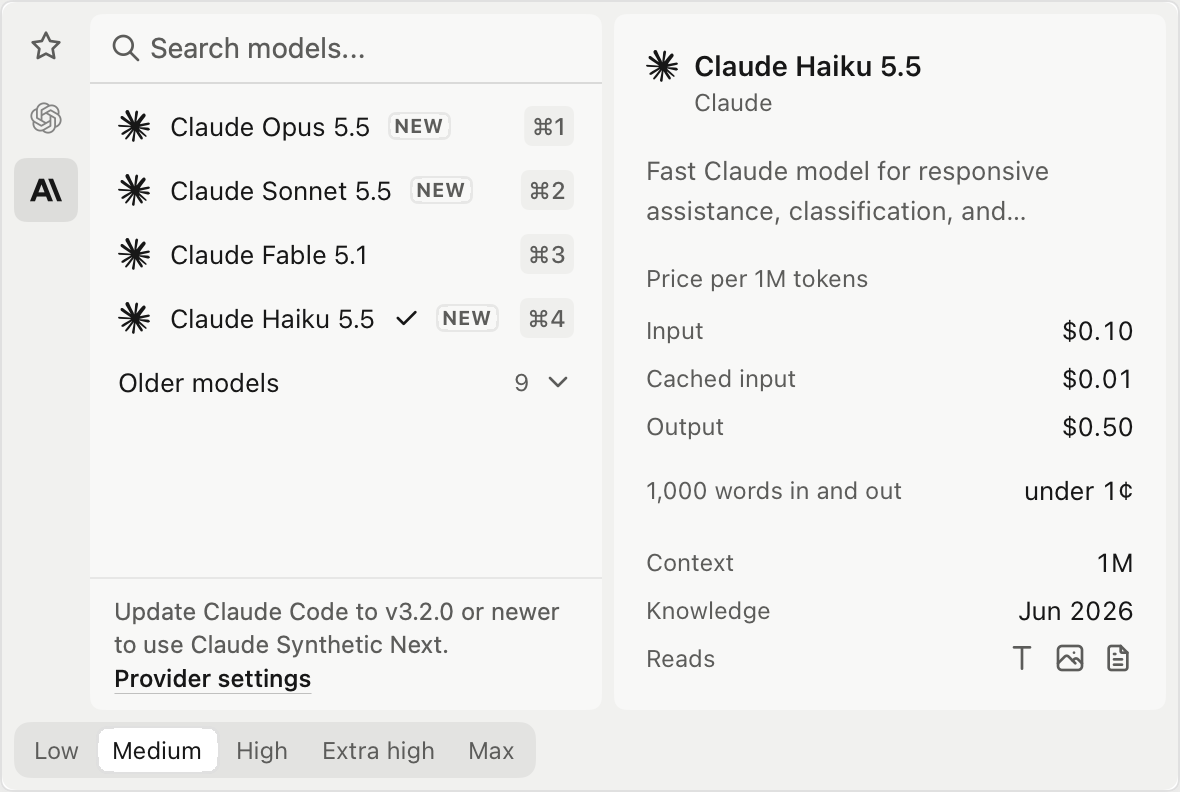 Search models...
Claude Opus 5.5 NEW ⌘1
Claude Sonnet 5.5 NEW ⌘2
Claude Fable 5.1 ⌘3
Claude Haiku 5.5 NEW ⌘4
Older models 9
Update Claude Code to v3.2.0 or newer
to use Claude Synthetic Next.
Provider settings
Claude Haiku 5.5
Claude
Fast Claude model for responsive
assistance, classification, and...
Price per 1M tokens
Input $0.10
Cached input $0.01
Output $0.50
1,000 words in and out under 1¢
Context 1M
Knowledge Jun 2026
Reads
Low Medium High Extra high Max